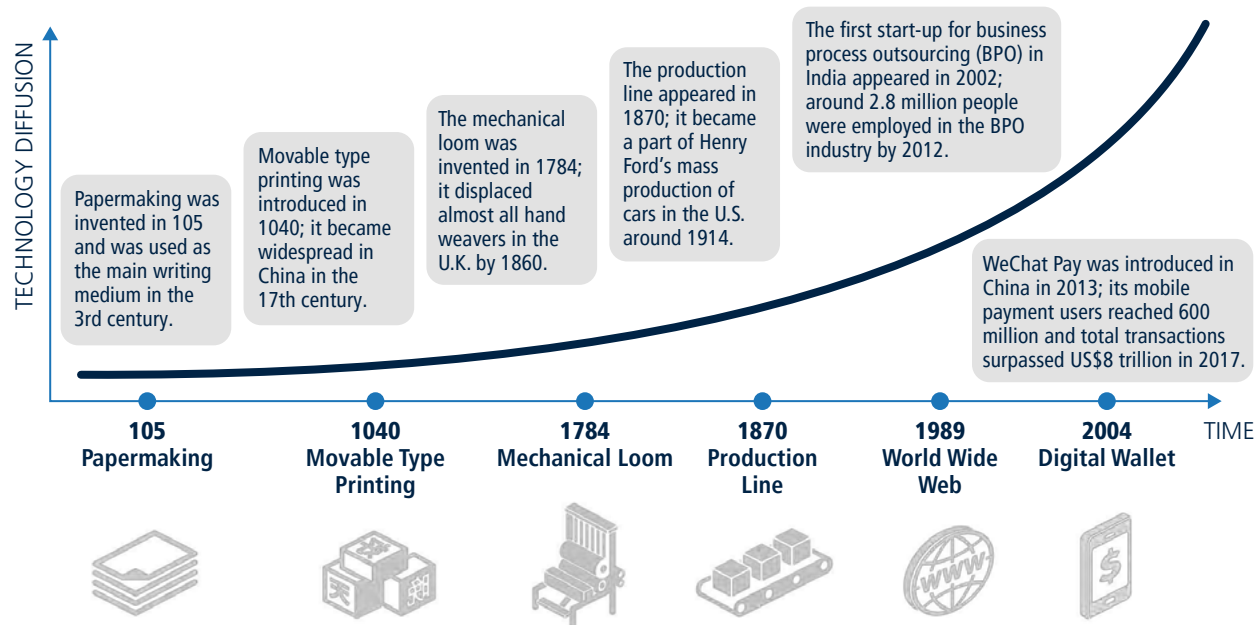 TECHNOLOGY DIFFUSION
Papermaking was
invented in 105
and was used as
the main writing
medium in the
3rd century.
Movable type
printing was
introduced in
1040; it became
widespread in
China in the
17th century.
The mechanical
loom was
invented in 1784;
it displaced
almost all hand
weavers in the
U.K. by 1860.
The production
line appeared in
1870; it became
a part of Henry
Ford’s mass
production of
cars in the U.S.
around 1914.
The first start-up for business
process outsourcing (BPO) in
India appeared in 2002;
around 2.8 million people
were employed in the BPO
industry by 2012.
WeChat Pay was introduced in
China in 2013; its mobile
payment users reached 600
million and total transactions
surpassed US$8 trillion in 2017.
105
Papermaking
1040
Movable Type
Printing
1784
Mechanical Loom
1870
Production
Line
1989
World Wide
Web
2004
Digital Wallet
TIME
天
WWW
$